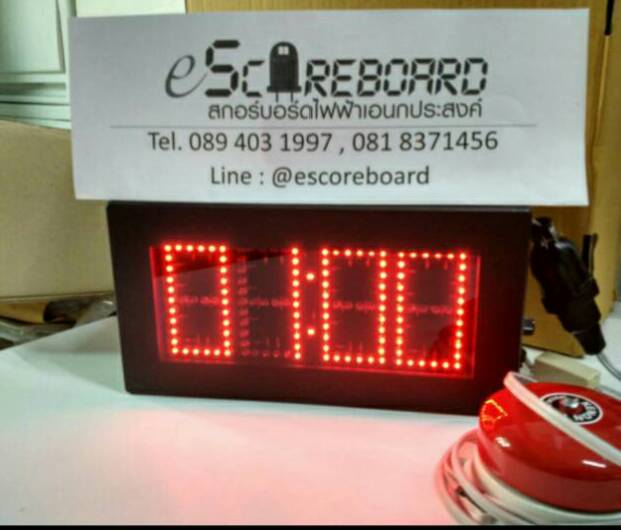 eScoreboard
สกอร์บอร์ดไฟฟ้าเอนกประสงค์
Tel. 089 403 1997 , 081 8371456
Line : @escoreboard
01:00